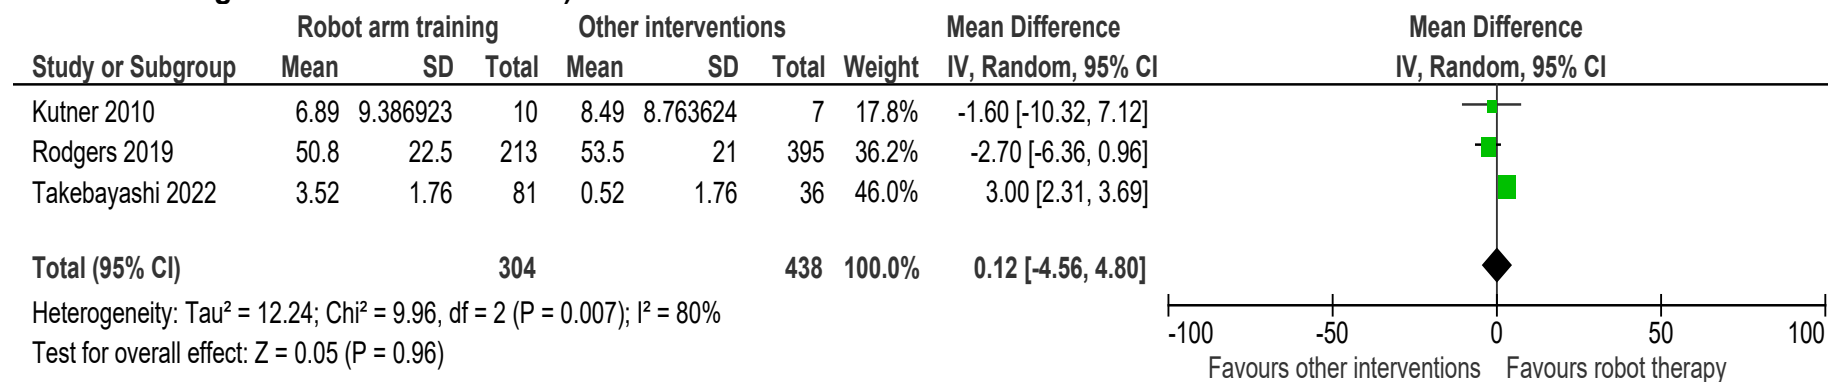 Robot arm training Other interventions Mean Difference Mean Difference
Study or Subgroup Mean SD Total Mean SD Total Weight IV, Random, 95% CI IV, Random, 95% CI
Kutner 2010 6.89 9.386923 10 8.49 8.763624 7 17.8% -1.60 [-10.32, 7.12]
Rodgers 2019 50.8 22.5 213 53.5 21 395 36.2% -2.70 [-6.36, 0.96]
Takebayashi 2022 3.52 1.76 81 0.52 1.76 36 46.0% 3.00 [2.31, 3.69]
Total (95% CI) 304 438 100.0% 0.12 [-4.56, 4.80]
Heterogeneity: Tau² = 12.24; Chi² = 9.96, df = 2 (P = 0.007); I² = 80%
Test for overall effect: Z = 0.05 (P = 0.96)
-100 -50 0 50 100
Favours other interventions Favours robot therapy